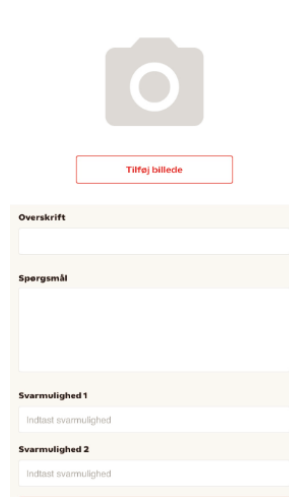 Tilføj billede
Overskrift
Spørgsmål
Svarmulighed 1
Indtast svarmulighed
Svarmulighed 2
Indtast svarmulighed